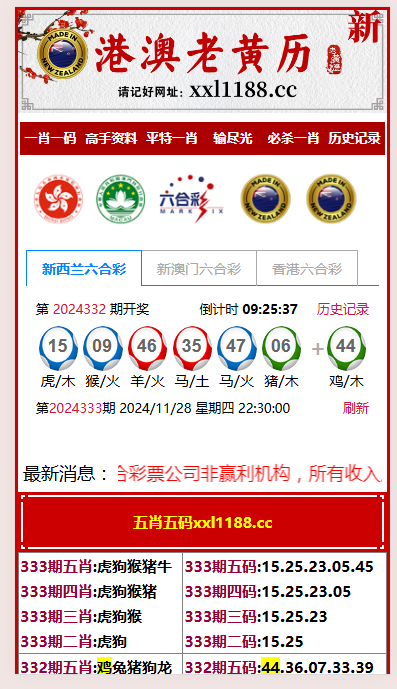 新
MADE IN
NEW ZEALAND
港澳老黄历
请记好网址：xxl1188.cc
一肖一码 高手资料 平特一肖 输尽光 必杀一肖 历史记录
六合彩
MARK SIX
MADE IN
NEW ZEALAND
MADE IN
NEW ZEALAND
新西兰六合彩 新澳门六合彩 香港六合彩
第 2024332 期开奖 倒计时 09:25:37 历史记录
15 09 46 35 47 06 + 44
虎/木 猴/火 羊/火 马/土 马/火 猪/木 鸡/木
第2024333期 2024/11/28 星期四 22:30:00 刷新
最新消息： 合彩票公司非赢利机构，所有收入
五肖五码xxl1188.cc
333期五肖:虎狗猴猪牛 333期五码:15.25.23.05.45
333期四肖:虎狗猴猪 333期四码:15.25.23.05
333期三肖:虎狗猴 333期三码:15.25.23
333期二肖:虎狗 333期二码:15.25
332期五肖:鸡兔猪狗龙 332期五码:44.36.07.33.39